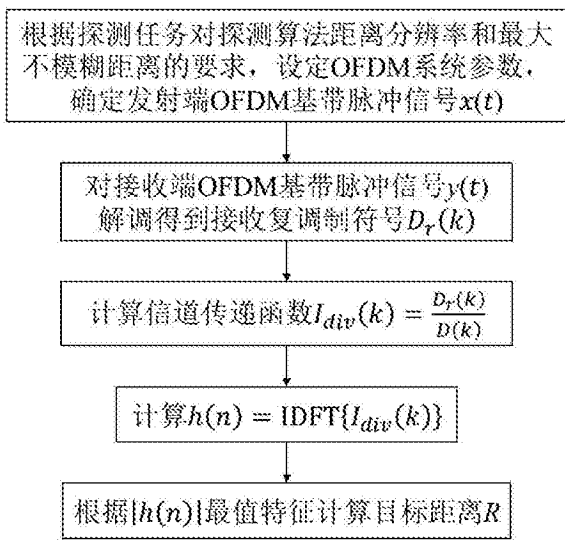 根据探测任务对探测算法距离分辨率和最大
不模糊距离的要求，设定OFDM系统参数，
确定发射端OFDM基带脉冲信号x(t)
对接收端OFDM基带脉冲信号y(t)
解调得到接收复调制符号D_r(k)
计算信道传递函数I_div(k) = D_r(k)/D(k)
计算h(n) = IDFT{I_div(k)}
根据|h(n)|最值特征计算目标距离R